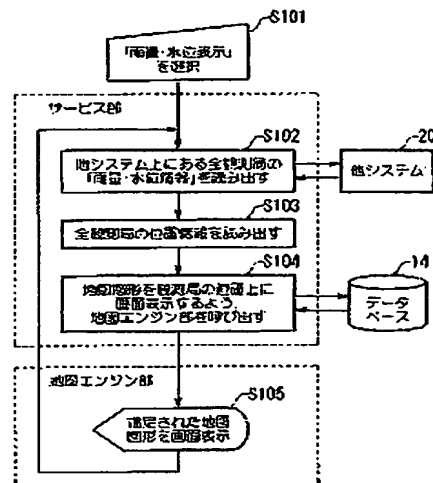 S101
「雨量・水位表示」
を選択
サービス部
S102
他システム上にある全観測局の
「雨量・水位情報」を読み出す
20
他システム
S103
全観測局の位置情報を読み出す
S104
地図図形を観測局の位置上に
画面表示するよう、
地図エンジン部を呼び出す
14
データ
ベース
地図エンジン部
S105
指定された地図
図形を画面表示